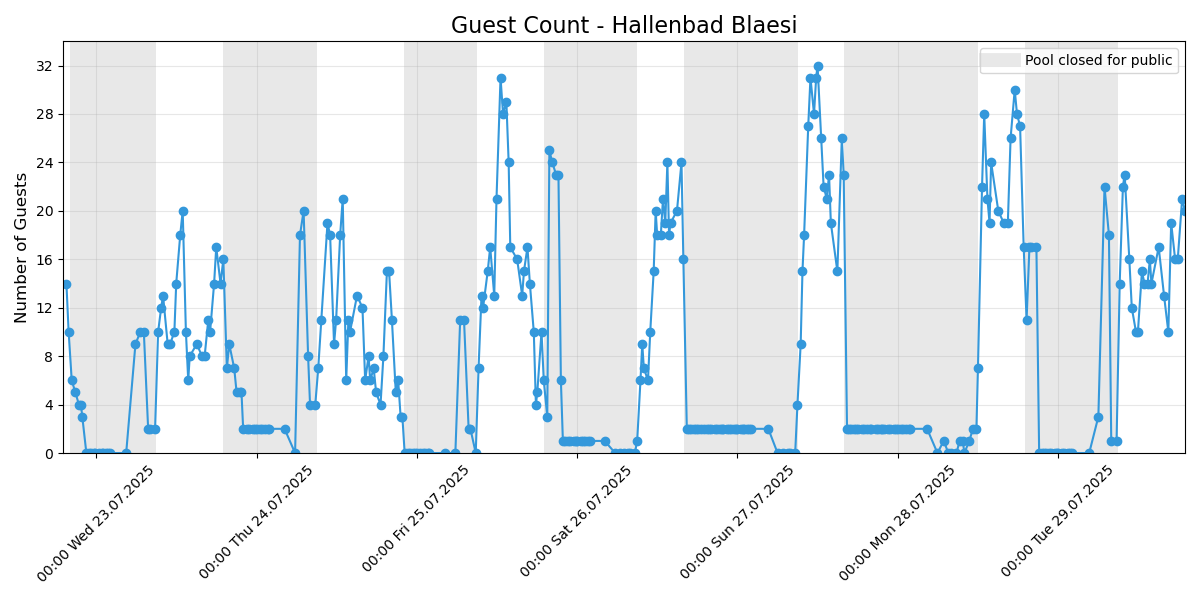 Guest Count - Hallenbad Blaesi
Pool closed for public
Number of Guests
32
28
24
20
16
12
8
4
0
00:00 Wed 23.07.2025
00:00 Thu 24.07.2025
00:00 Fri 25.07.2025
00:00 Sat 26.07.2025
00:00 Sun 27.07.2025
00:00 Mon 28.07.2025
00:00 Tue 29.07.2025